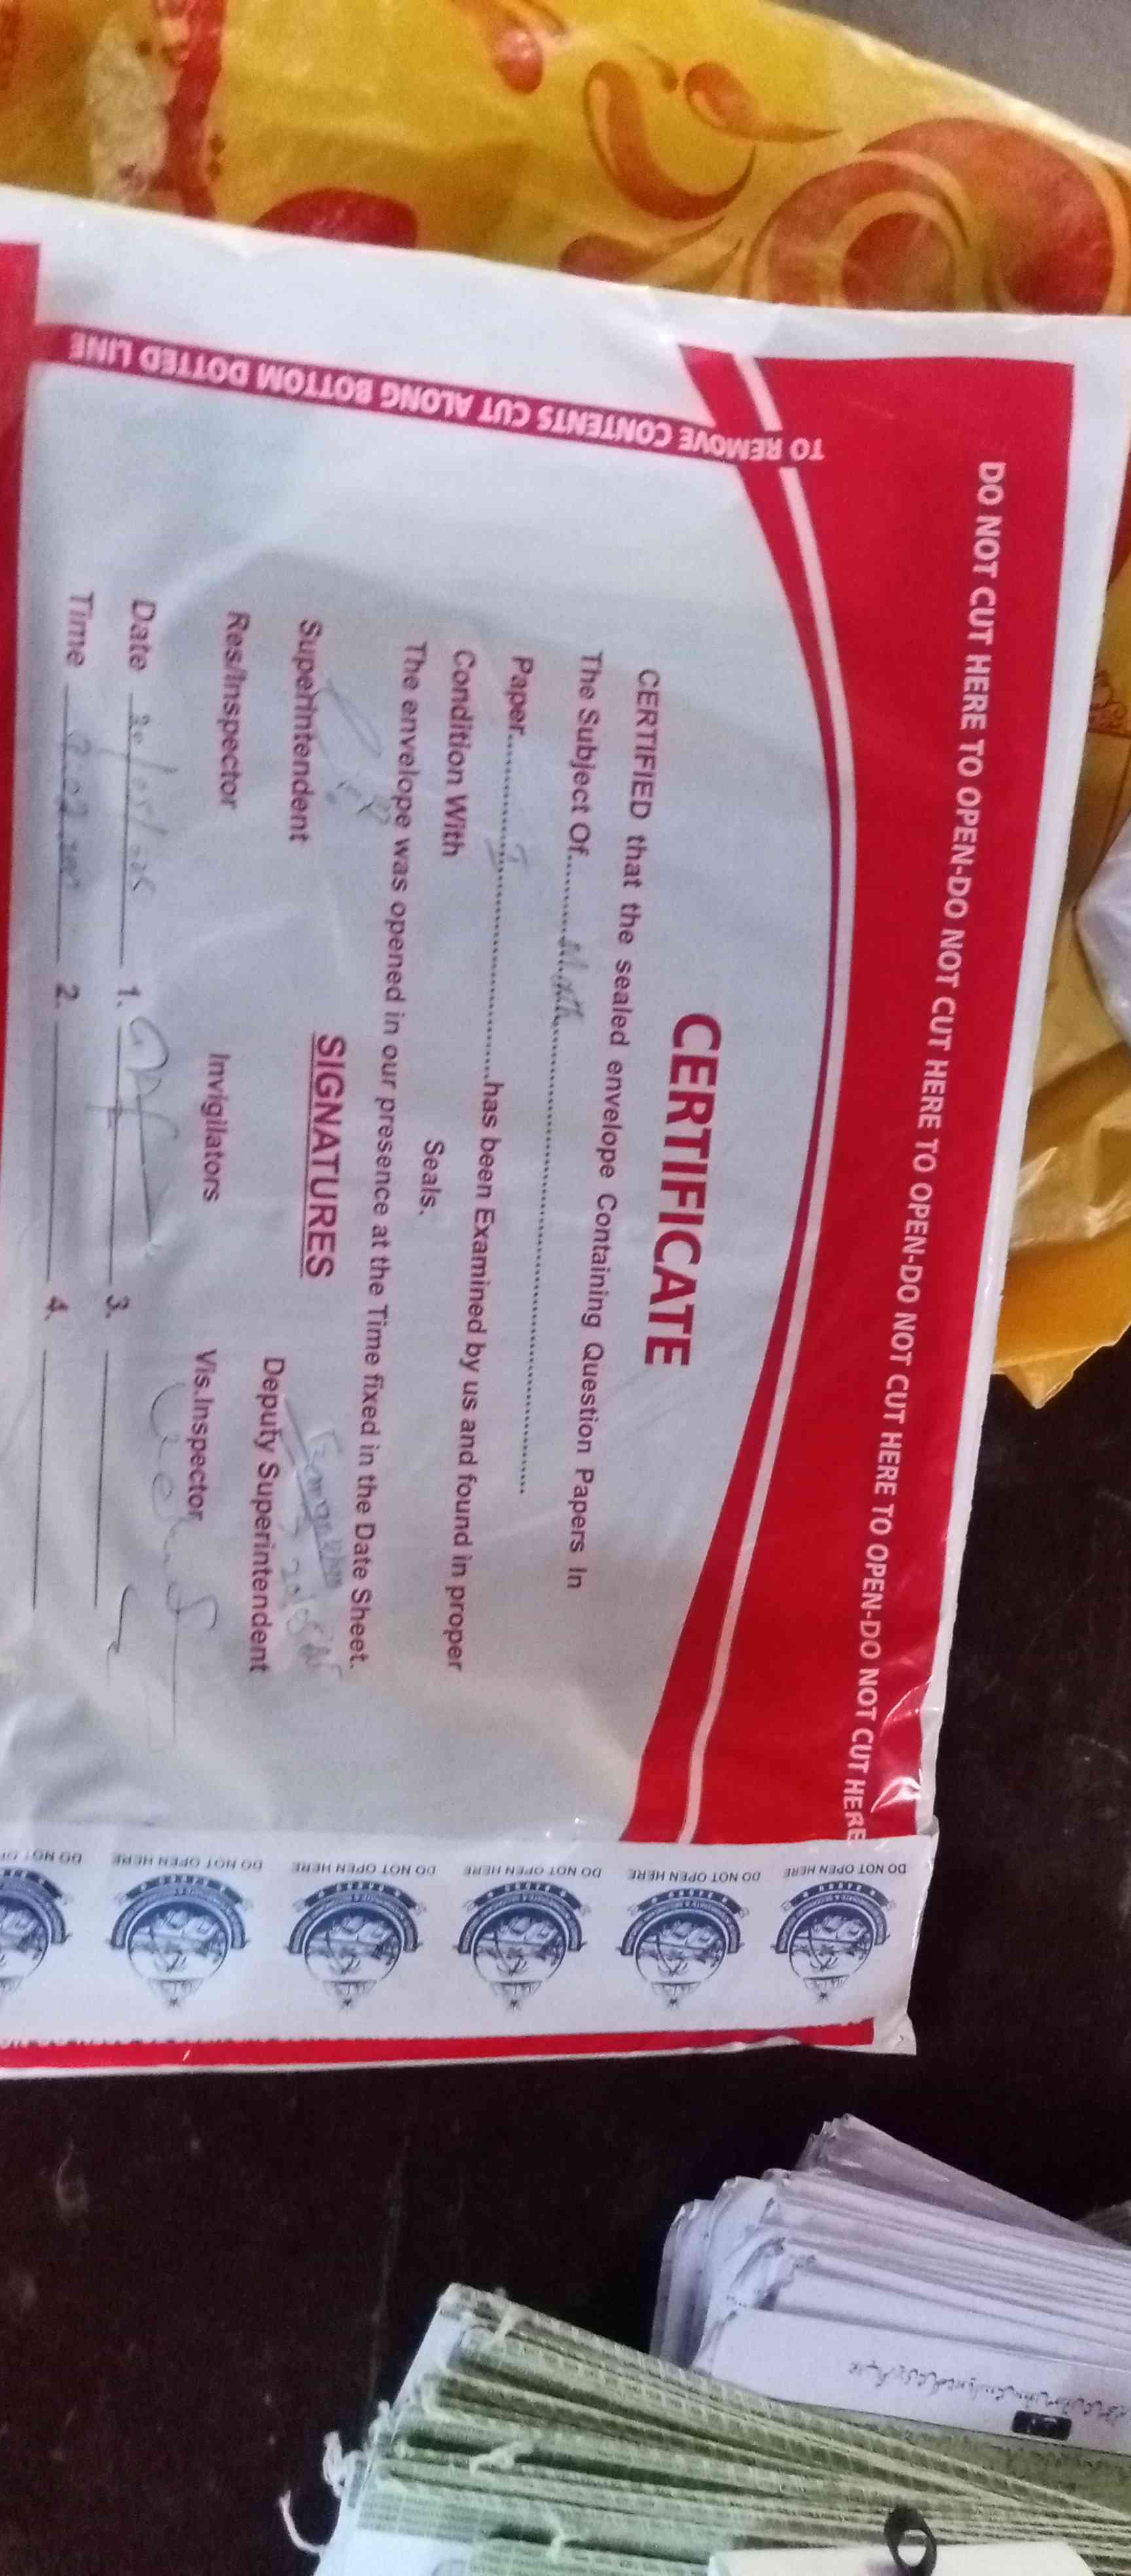 DO NOT CUT HERE TO OPEN-DO NOT CUT HERE TO OPEN-DO NOT CUT HERE TO OPEN-DO NOT CUT HERE TO OPEN-DO NOT CUT HERE
TO REMOVE CONTENTS CUT ALONG BOTTOM DOTTED LINE
CERTIFICATE
CERTIFIED that the sealed envelope Containing Question Papers In
The Subject Of.......Math.......
Paper.......I.......has been Examined by us and found in proper
Condition With Seals.
The envelope was opened in our presence at the Time fixed in the Date Sheet.
SIGNATURES
Superintendent Deputy Superintendent
Res/Inspector Invigilators Vis.Inspector
Date 1. 3.
Time 2. 4.
DO NOT OPEN HERE DO NOT OPEN HERE DO NOT OPEN HERE DO NOT OPEN HERE DO NOT OPEN HERE DO NOT